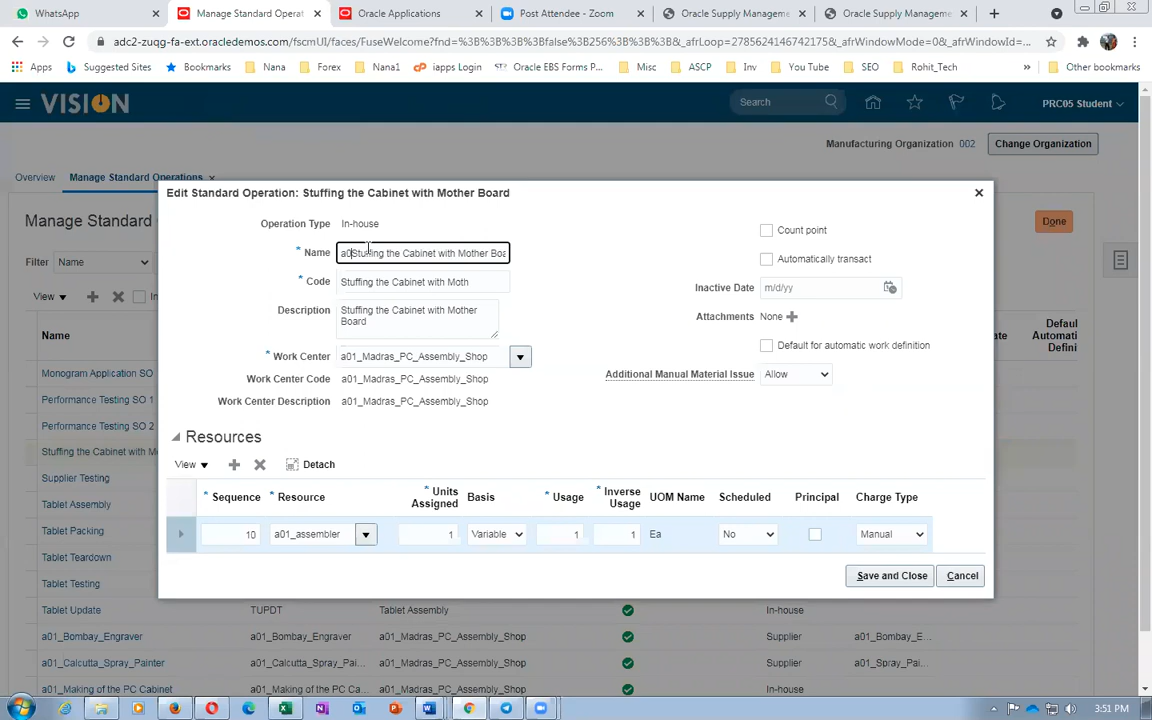 WhatsApp
Manage Standard Operat
Oracle Applications
Post Attendee - Zoom
Oracle Supply Manageme
Oracle Supply Manageme
adc2-zuqg-fa-ext.oracledemos.com/fscmUI/faces/FuseWelcome?fnd=%3B%3B%3B%3Bfalse%3B256%3B%3B%3B&_afrLoop=2785624146742175&_afrWindowMode=0&_afrWindowId=...
Apps
Suggested Sites
Bookmarks
Nana
Forex
Nana1
iapps Login
Oracle EBS Forms P...
Misc
ASCP
Inv
You Tube
SEO
Rohit_Tech
»
Other bookmarks
VISION
Search
PRC05 Student
Manufacturing Organization 002
Change Organization
Overview
Manage Standard Operations
Manage Standard
Done
Filter
Name
View
In
Name
Defaul
Automati
Defini
ate
Monogram Application SO
Performance Testing SO 1
Performance Testing SO 2
Stuffing the Cabinet with M
Supplier Testing
Tablet Assembly
Tablet Packing
Tablet Teardown
Tablet Testing
Tablet Update TUPDT Tablet Assembly In-house
a01_Bombay_Engraver a01_Bombay_Engraver a01_Madras_PC_Assembly_Shop Supplier a01_Bombay_E...
a01_Calcutta_Spray_Painter a01_Calcutta_Spray_Pai... a01_Madras_PC_Assembly_Shop Supplier a01_Spray_Pai...
a01_Making of the PC Cabinet a01_Making of the PC C... a01_Madras_PC_Assembly_Shop In-house
Edit Standard Operation: Stuffing the Cabinet with Mother Board
Operation Type In-house
* Name a0Stuffing the Cabinet with Mother Boa
* Code Stuffing the Cabinet with Moth
Description Stuffing the Cabinet with Mother
Board
* Work Center a01_Madras_PC_Assembly_Shop
Work Center Code a01_Madras_PC_Assembly_Shop
Work Center Description a01_Madras_PC_Assembly_Shop
Count point
Automatically transact
Inactive Date m/d/yy
Attachments None
Default for automatic work definition
Additional Manual Material Issue Allow
Resources
View
Detach
* Sequence * Resource * Units
Assigned
Basis * Usage * Inverse
Usage
UOM Name Scheduled Principal Charge Type
10 a01_assembler 1 Variable 1 1 Ea No Manual
Save and Close
Cancel
3:51 PM